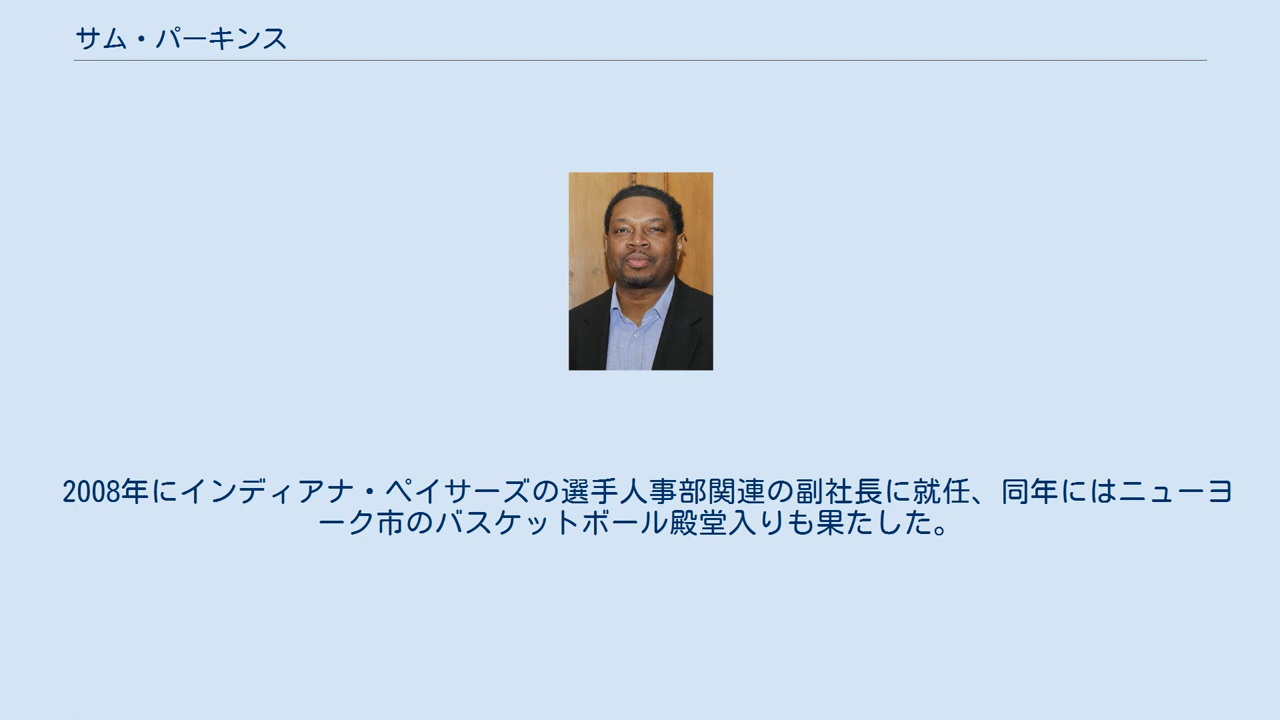 サム・パーキンス
2008年にインディアナ・ペイサーズの選手人事部関連の副社長に就任、同年にはニューヨ
ーク市のバスケットボール殿堂入りも果たした。